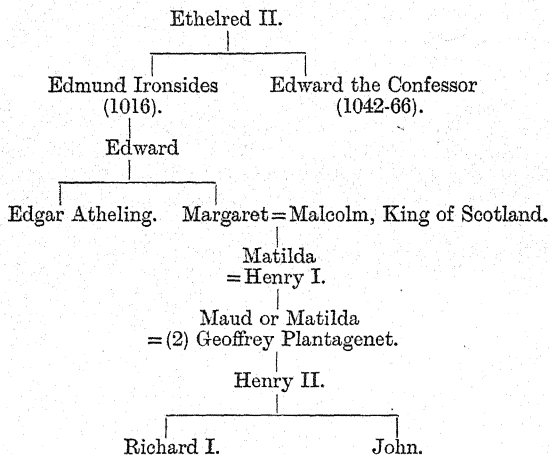 Ethelred II.
Edmund Ironsides Edward the Confessor
(1016). (1042-66).
Edward
Edgar Atheling. Margaret=Malcolm, King of Scotland.
Matilda
=Henry I.
Maud or Matilda
=(2) Geoffrey Plantagenet.
Henry II.
Richard I. John.